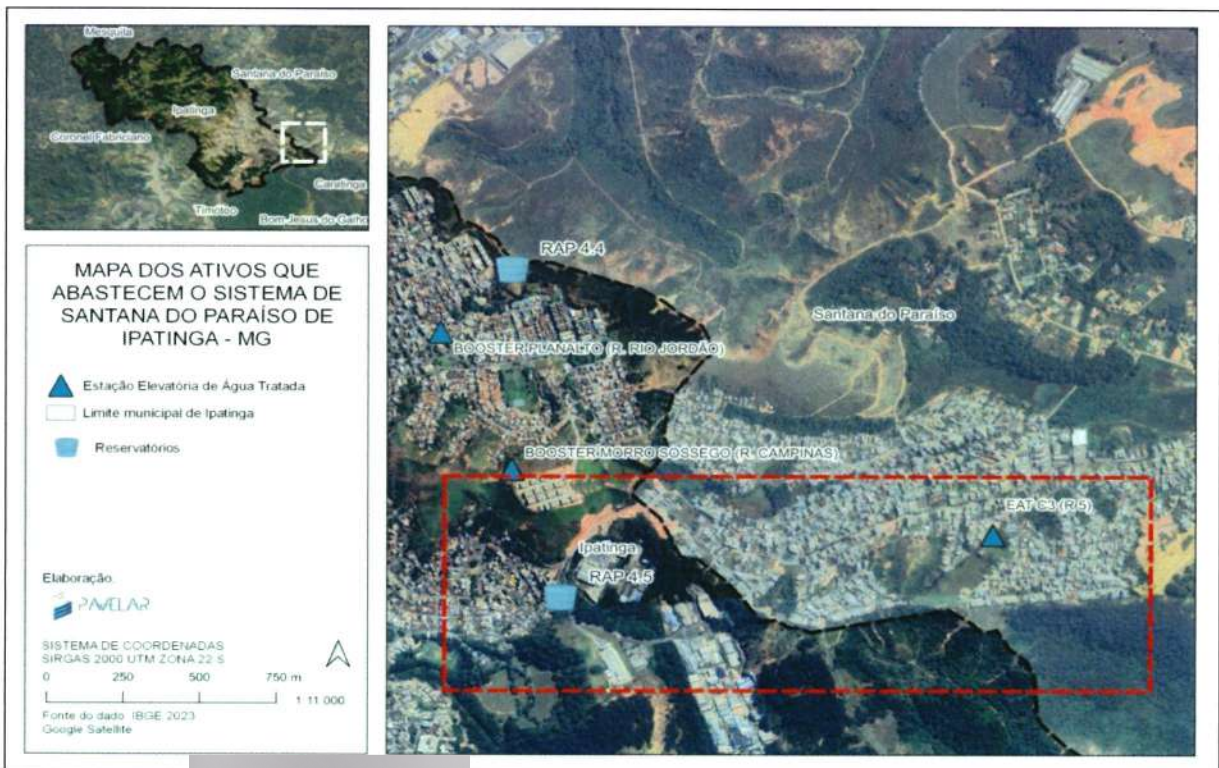 Mesquita
Santana do Paraíso
Ipatinga
Coronel Fabriciano
Caratinga
Timóteo
Bom Jesus do Galho
MAPA DOS ATIVOS QUE
ABASTECEM O SISTEMA DE
SANTANA DO PARAÍSO DE
IPATINGA - MG
Estação Elevatória de Água Tratada
Limite municipal de Ipatinga
Reservatórios
Elaboração.
PAVELAR
SISTEMA DE COORDENADAS
SIRGAS 2000 UTM ZONA 22 S
0 250 500 750 m
1 11 000
Fonte do dado IBGE 2023
Google Satellite
RAP 4.4
Santana do Paraíso
BOOSTER PLANALTO (R. RIO JORDÃO)
BOOSTER MORRO SOSSEGO (R. CAMPINAS)
EAT C3 (R 5)
Ipatinga
RAP 4.5